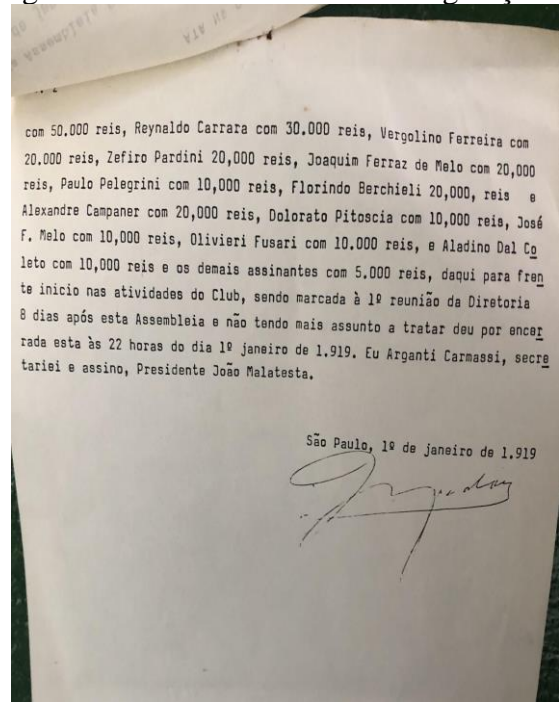 ATA
com 50.000 reis, Reynaldo Carrara com 30.000 reis, Vergolino Ferreira com
20.000 reis, Zefiro Pardini 20,000 reis, Joaquim Ferraz de Melo com 20,000
reis, Paulo Pelegrini com 10,000 reis, Florindo Berchieli 20,000, reis e
Alexandre Campaner com 20,000 reis, Dolorato Pitoscia com 10,000 reis, José
F. Melo com 10,000 reis, Olivieri Fusari com 10.000 reis, e Aladino Dal Co
leto com 10,000 reis e os demais assinantes com 5.000 reis, daqui para fren
te inicio nas atividades do Club, sendo marcada à 1º reunião da Diretoria
8 dias após esta Assembleia e não tendo mais assunto a tratar deu por encer
rada esta às 22 horas do dia 1º janeiro de 1.919. Eu Arganti Carmassi, secre
tariei e assino, Presidente João Malatesta.
São Paulo, 1º de janeiro de 1.919